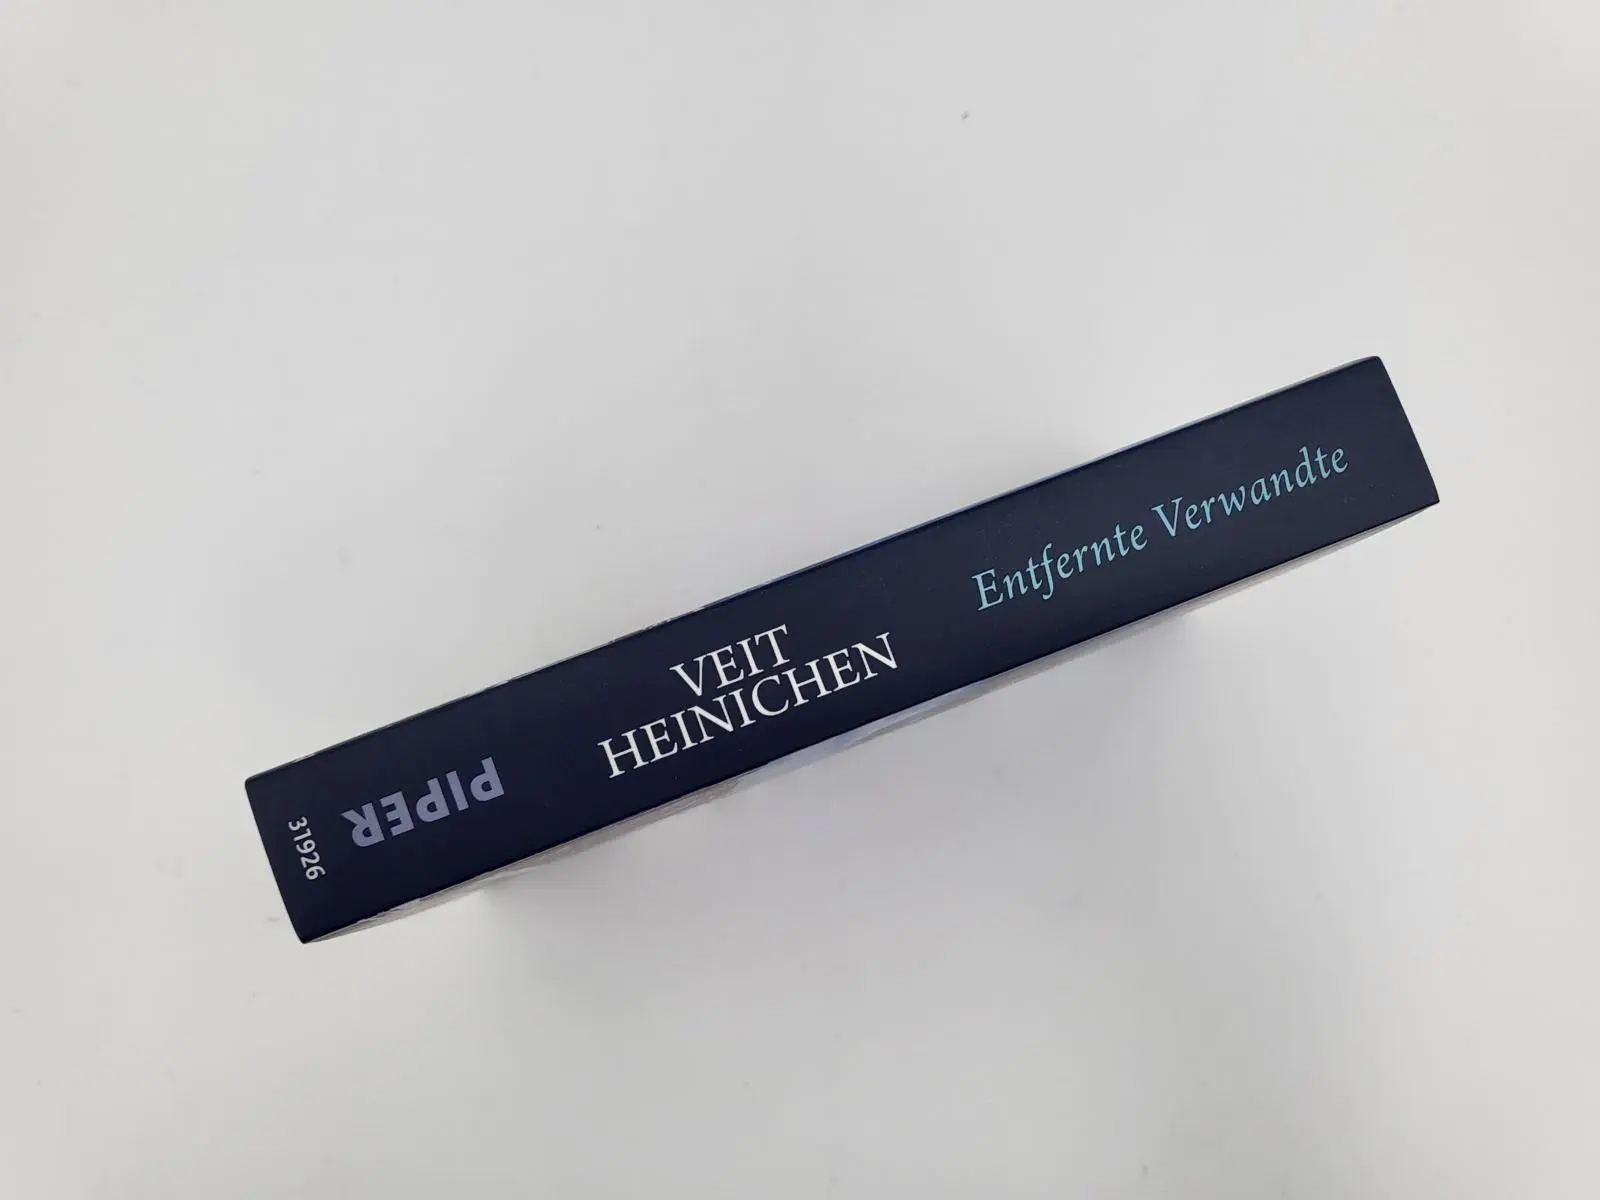 VEIT
HEINICHEN
Entfernte Verwandte
PIPER
31926